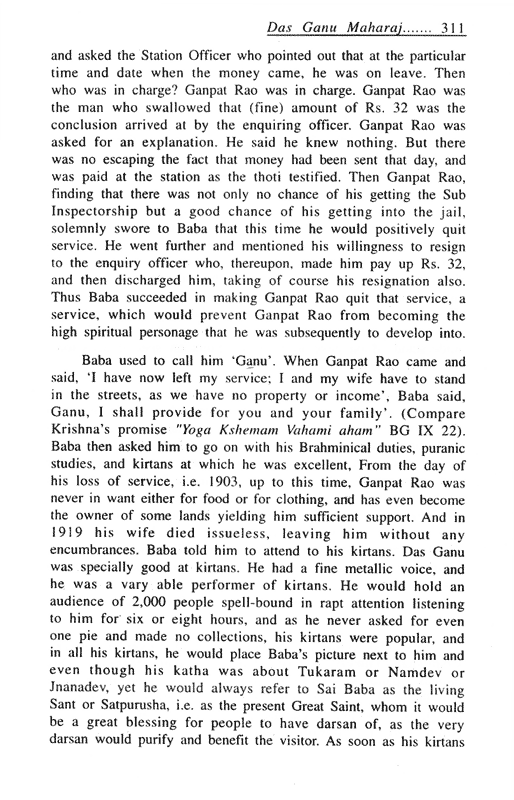 Das Ganu Maharaj....... 311
and asked the Station Officer who pointed out that at the particular
time and date when the money came, he was on leave. Then
who was in charge? Ganpat Rao was in charge. Ganpat Rao was
the man who swallowed that (fine) amount of Rs. 32 was the
conclusion arrived at by the enquiring officer. Ganpat Rao was
asked for an explanation. He said he knew nothing. But there
was no escaping the fact that money had been sent that day, and
was paid at the station as the thoti testified. Then Ganpat Rao,
finding that there was not only no chance of his getting the Sub
Inspectorship but a good chance of his getting into the jail,
solemnly swore to Baba that this time he would positively quit
service. He went further and mentioned his willingness to resign
to the enquiry officer who, thereupon, made him pay up Rs. 32,
and then discharged him, taking of course his resignation also.
Thus Baba succeeded in making Ganpat Rao quit that service, a
service, which would prevent Ganpat Rao from becoming the
high spiritual personage that he was subsequently to develop into.
Baba used to call him ‘Ganu’. When Ganpat Rao came and
said, ‘I have now left my service; I and my wife have to stand
in the streets, as we have no property or income’, Baba said,
Ganu, I shall provide for you and your family’. (Compare
Krishna’s promise "Yoga Kshemam Vahami aham" BG IX 22).
Baba then asked him to go on with his Brahminical duties, puranic
studies, and kirtans at which he was excellent, From the day of
his loss of service, i.e. 1903, up to this time, Ganpat Rao was
never in want either for food or for clothing, and has even become
the owner of some lands yielding him sufficient support. And in
1919 his wife died issueless, leaving him without any
encumbrances. Baba told him to attend to his kirtans. Das Ganu
was specially good at kirtans. He had a fine metallic voice, and
he was a vary able performer of kirtans. He would hold an
audience of 2,000 people spell-bound in rapt attention listening
to him for six or eight hours, and as he never asked for even
one pie and made no collections, his kirtans were popular, and
in all his kirtans, he would place Baba’s picture next to him and
even though his katha was about Tukaram or Namdev or
Jnanadev, yet he would always refer to Sai Baba as the living
Sant or Satpurusha, i.e. as the present Great Saint, whom it would
be a great blessing for people to have darsan of, as the very
darsan would purify and benefit the visitor. As soon as his kirtans